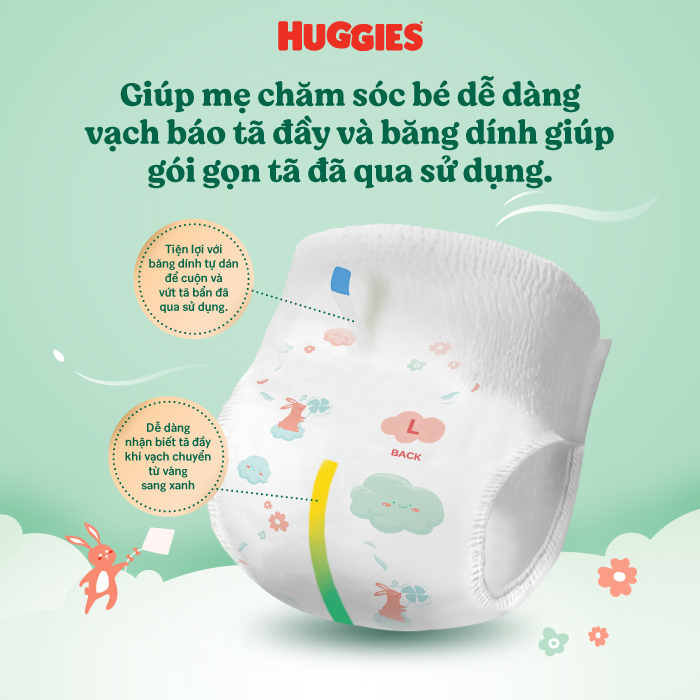 HUGGIES
Giúp mẹ chăm sóc bé dễ dàng
vạch báo tã đầy và băng dính giúp
gói gọn tã đã qua sử dụng.
Tiện lợi với
băng dính tự dán
để cuộn và
vứt tã bẩn đã
qua sử dụng.
L
BACK
Dễ dàng
nhận biết tã đầy
khi vạch chuyển
từ vàng
sang xanh